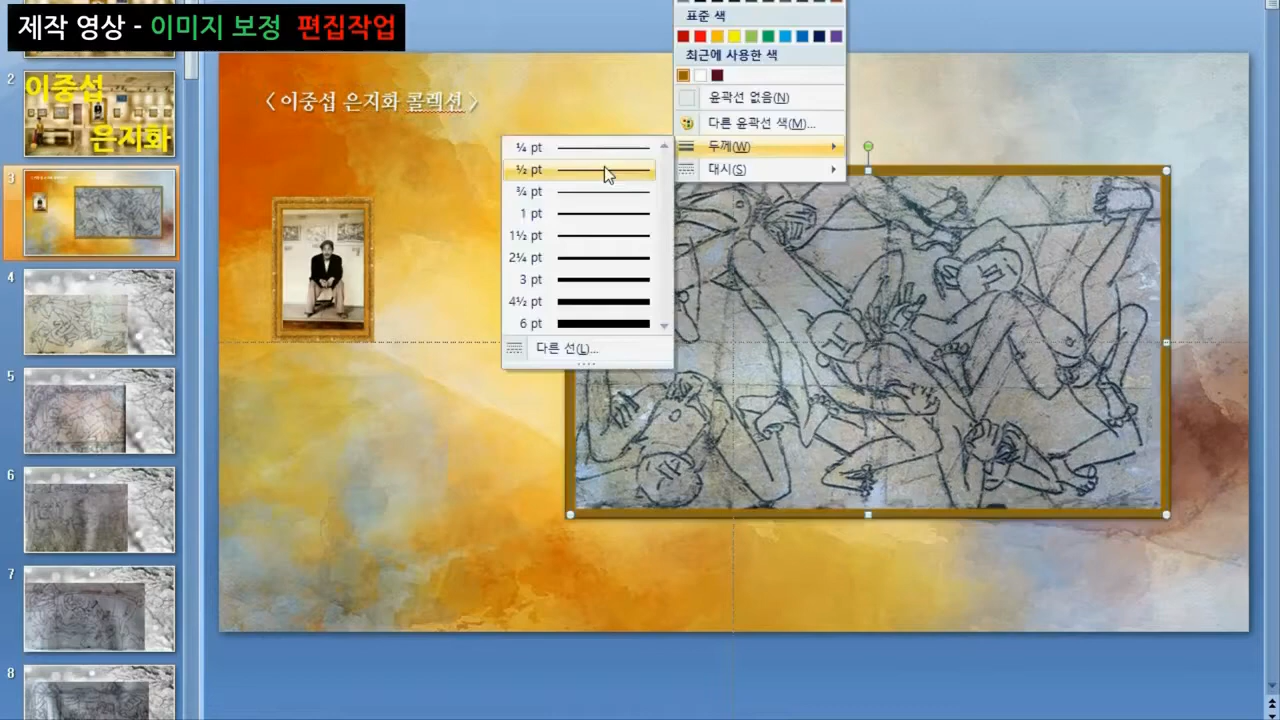 제작 영상 - 이미지 보정 편집작업
2
이중섭
은지화
3
4
5
6
7
8
〈 이중섭 은지화 콜렉션 〉
표준 색
최근에 사용한 색
윤곽선 없음(N)
다른 윤곽선 색(M)...
두께(W)
대시(S)
¼ pt
½ pt
¾ pt
1 pt
1½ pt
2¼ pt
3 pt
4½ pt
6 pt
다른 선(L)...